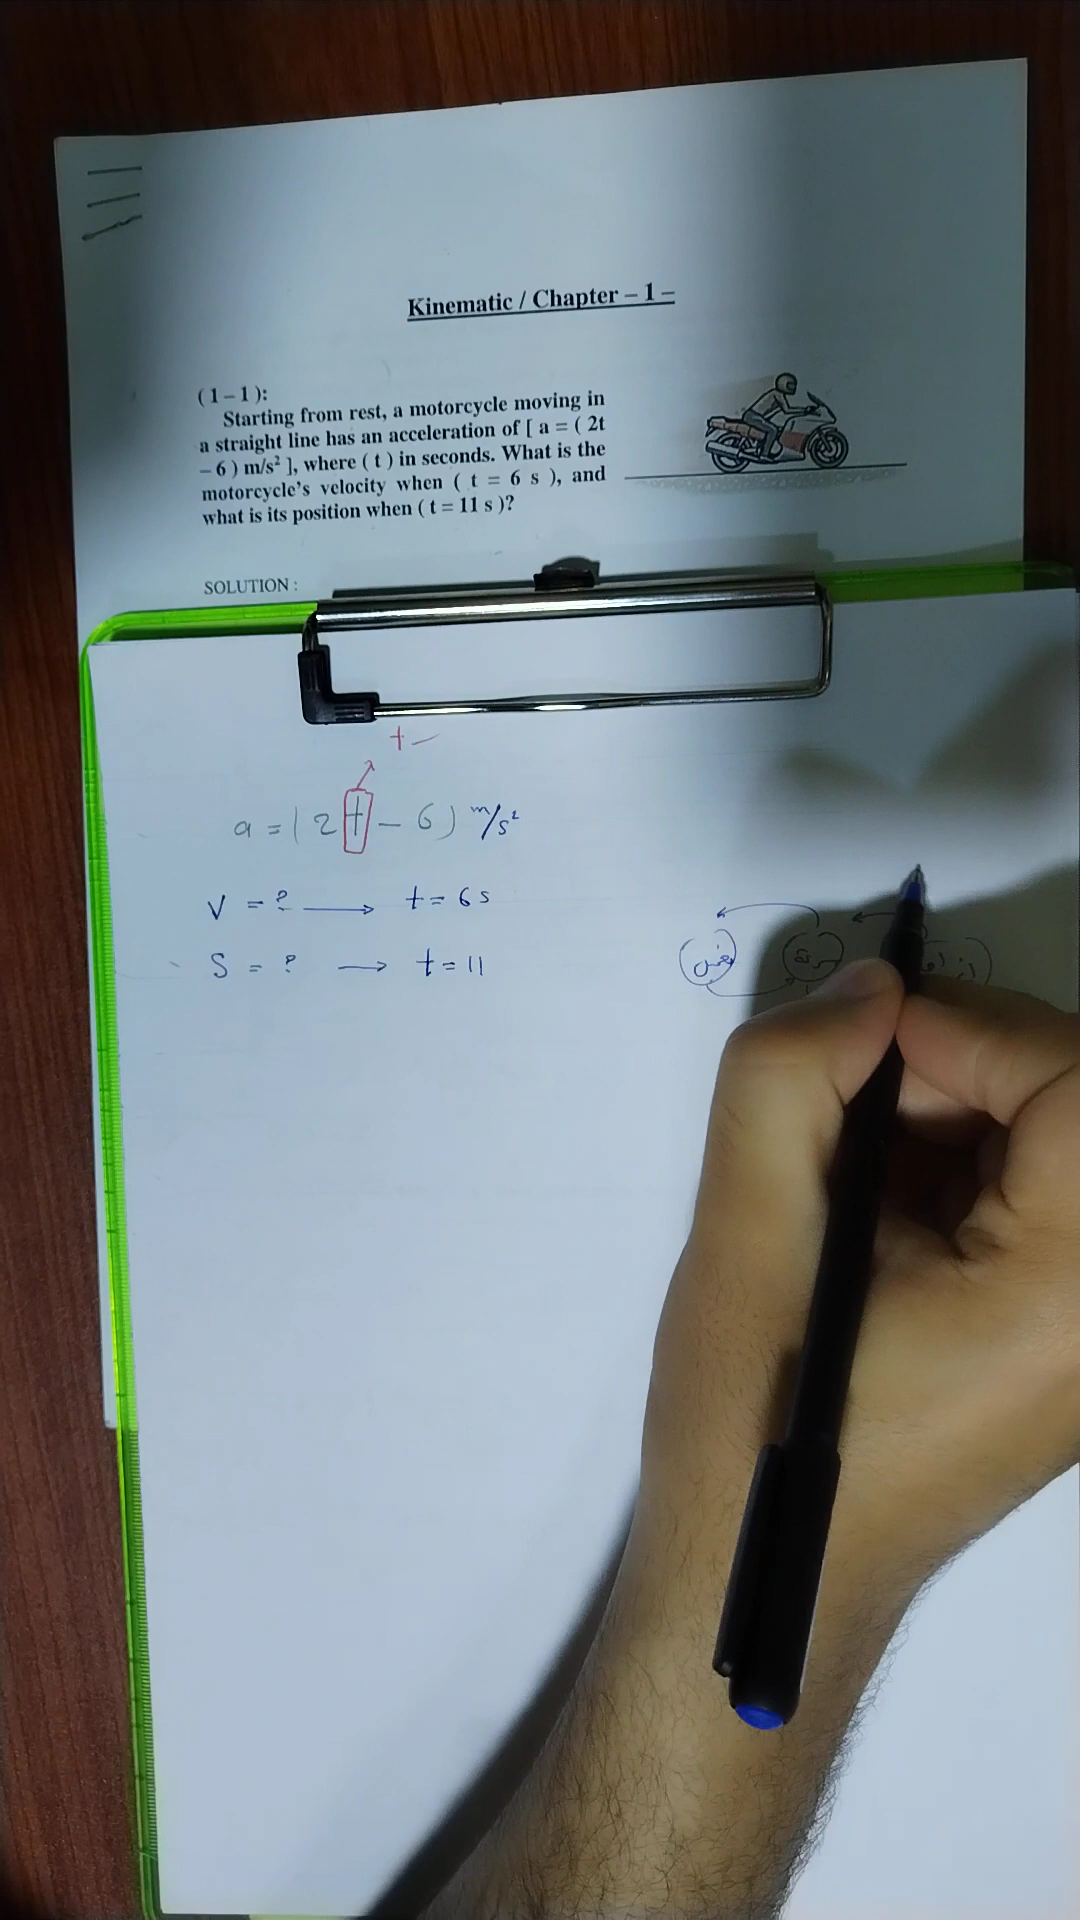 Kinematic / Chapter – 1 –
( 1 – 1 ):
Starting from rest, a motorcycle moving in
a straight line has an acceleration of [ a = ( 2t
– 6 ) m/s² ], where ( t ) in seconds. What is the
motorcycle's velocity when ( t = 6 s ), and
what is its position when ( t = 11 s )?
SOLUTION :
t
a = ( 2 t – 6 ) m/s²
V = ? → t = 6 s
سرعة
S = ? → t = 11